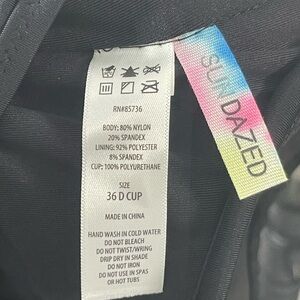 RN#85736
BODY: 80% NYLON
20% SPANDEX
LINING: 92% POLYESTER
8% SPANDEX
CUP: 100% POLYURETHANE
SIZE
36 D CUP
MADE IN CHINA
HAND WASH IN COLD WATER
DO NOT BLEACH
DO NOT TWIST/WRING
DRIP DRY IN SHADE
DO NOT IRON
DO NOT USE IN SPAS
OR HOT TUBS
SUN DAZED